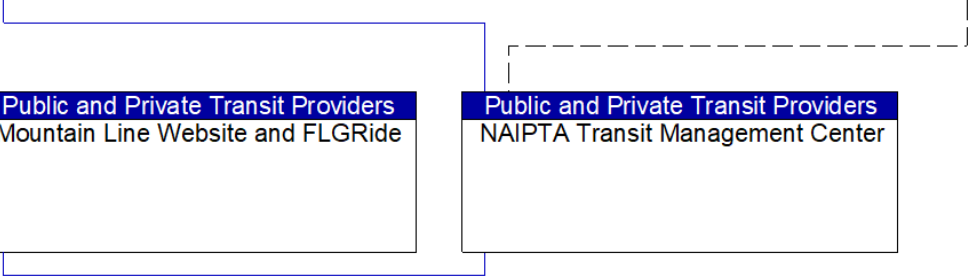 Public and Private Transit Providers
Mountain Line Website and FLGRide
Public and Private Transit Providers
NAIPTA Transit Management Center